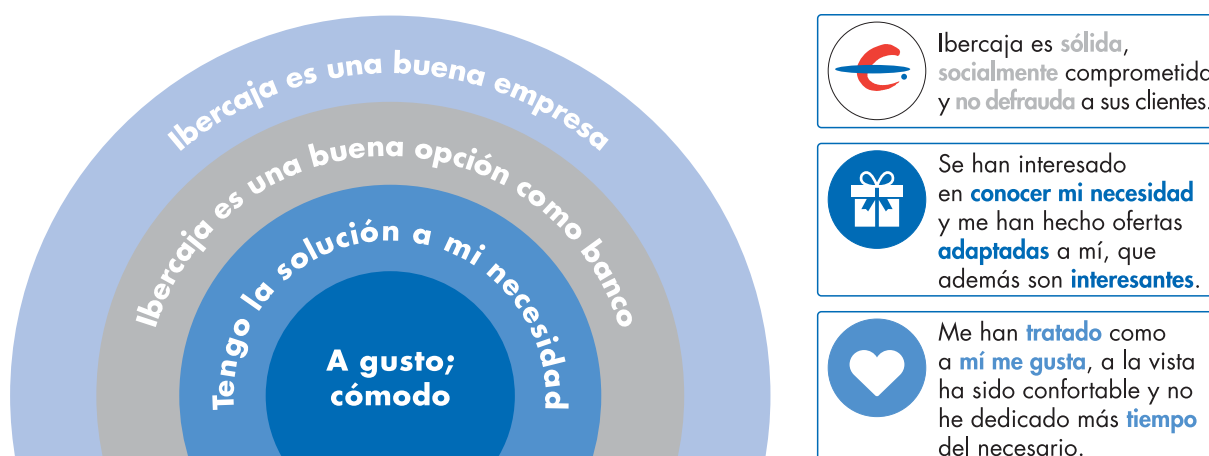 Ibercaja es una buena empresa
Ibercaja es una buena opción como banco
Tengo la solución a mi necesidad
A gusto;
cómodo
Ibercaja es sólida,
socialmente comprometida
y no defrauda a sus clientes.
Se han interesado
en conocer mi necesidad
y me han hecho ofertas
adaptadas a mí, que
además son interesantes.
Me han tratado como
a mí me gusta, a la vista
ha sido confortable y no
he dedicado más tiempo
del necesario.